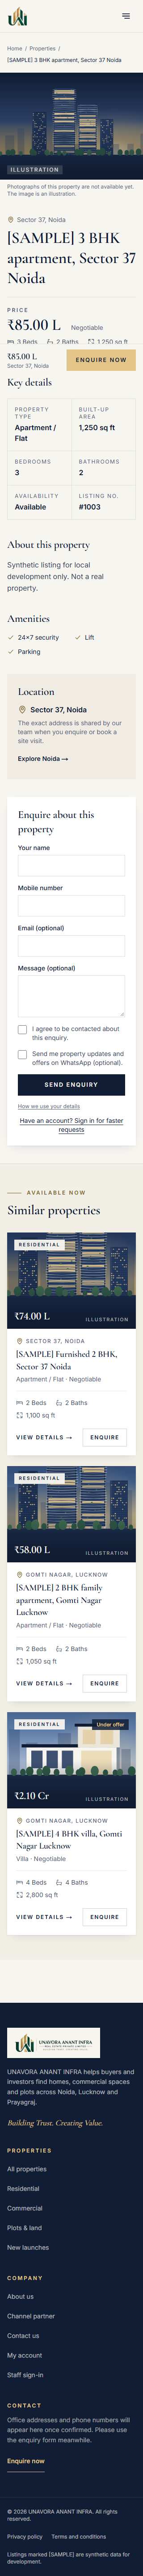 Home / Properties /
[SAMPLE] 3 BHK apartment, Sector 37 Noida
ILLUSTRATION
Photographs of this property are not available yet.
The image is an illustration.
Sector 37, Noida
[SAMPLE] 3 BHK
apartment, Sector 37
Noida
PRICE
₹85.00 L Negotiable
3 Beds 2 Baths 1,250 sq ft
₹85.00 L
Sector 37, Noida
ENQUIRE NOW
Key details
PROPERTY
TYPE
Apartment /
Flat
BUILT-UP
AREA
1,250 sq ft
BEDROOMS
3
BATHROOMS
2
AVAILABILITY
Available
LISTING NO.
#1003
About this property
Synthetic listing for local
development only. Not a real
property.
Amenities
24×7 security
Lift
Parking
Location
Sector 37, Noida
The exact address is shared by our
team when you enquire or book a
site visit.
Explore Noida →
Enquire about this
property
Your name
Mobile number
Email (optional)
Message (optional)
I agree to be contacted about
this enquiry.
Send me property updates and
offers on WhatsApp (optional).
SEND ENQUIRY
How we use your details
Have an account? Sign in for faster
requests
AVAILABLE NOW
Similar properties
RESIDENTIAL
₹74.00 L
ILLUSTRATION
SECTOR 37, NOIDA
[SAMPLE] Furnished 2 BHK,
Sector 37 Noida
Apartment / Flat · Negotiable
2 Beds 2 Baths
1,100 sq ft
VIEW DETAILS →
ENQUIRE
RESIDENTIAL
₹58.00 L
ILLUSTRATION
GOMTI NAGAR, LUCKNOW
[SAMPLE] 2 BHK family
apartment, Gomti Nagar
Lucknow
Apartment / Flat · Negotiable
2 Beds 2 Baths
1,050 sq ft
VIEW DETAILS →
ENQUIRE
RESIDENTIAL
Under offer
₹2.10 Cr
ILLUSTRATION
GOMTI NAGAR, LUCKNOW
[SAMPLE] 4 BHK villa, Gomti
Nagar Lucknow
Villa · Negotiable
4 Beds 4 Baths
2,800 sq ft
VIEW DETAILS →
ENQUIRE
UNAVORA ANANT INFRA
UNAVORA ANANT INFRA helps buyers and
investors find homes, commercial spaces
and plots across Noida, Lucknow and
Prayagraj.
Building Trust. Creating Value.
PROPERTIES
All properties
Residential
Commercial
Plots & land
New launches
COMPANY
About us
Channel partner
Contact us
My account
Staff sign-in
CONTACT
Office addresses and phone numbers will
appear here once confirmed. Please use
the enquiry form meanwhile.
Enquire now
© 2026 UNAVORA ANANT INFRA. All rights
reserved.
Privacy policy Terms and conditions
Listings marked [SAMPLE] are synthetic data for
development.